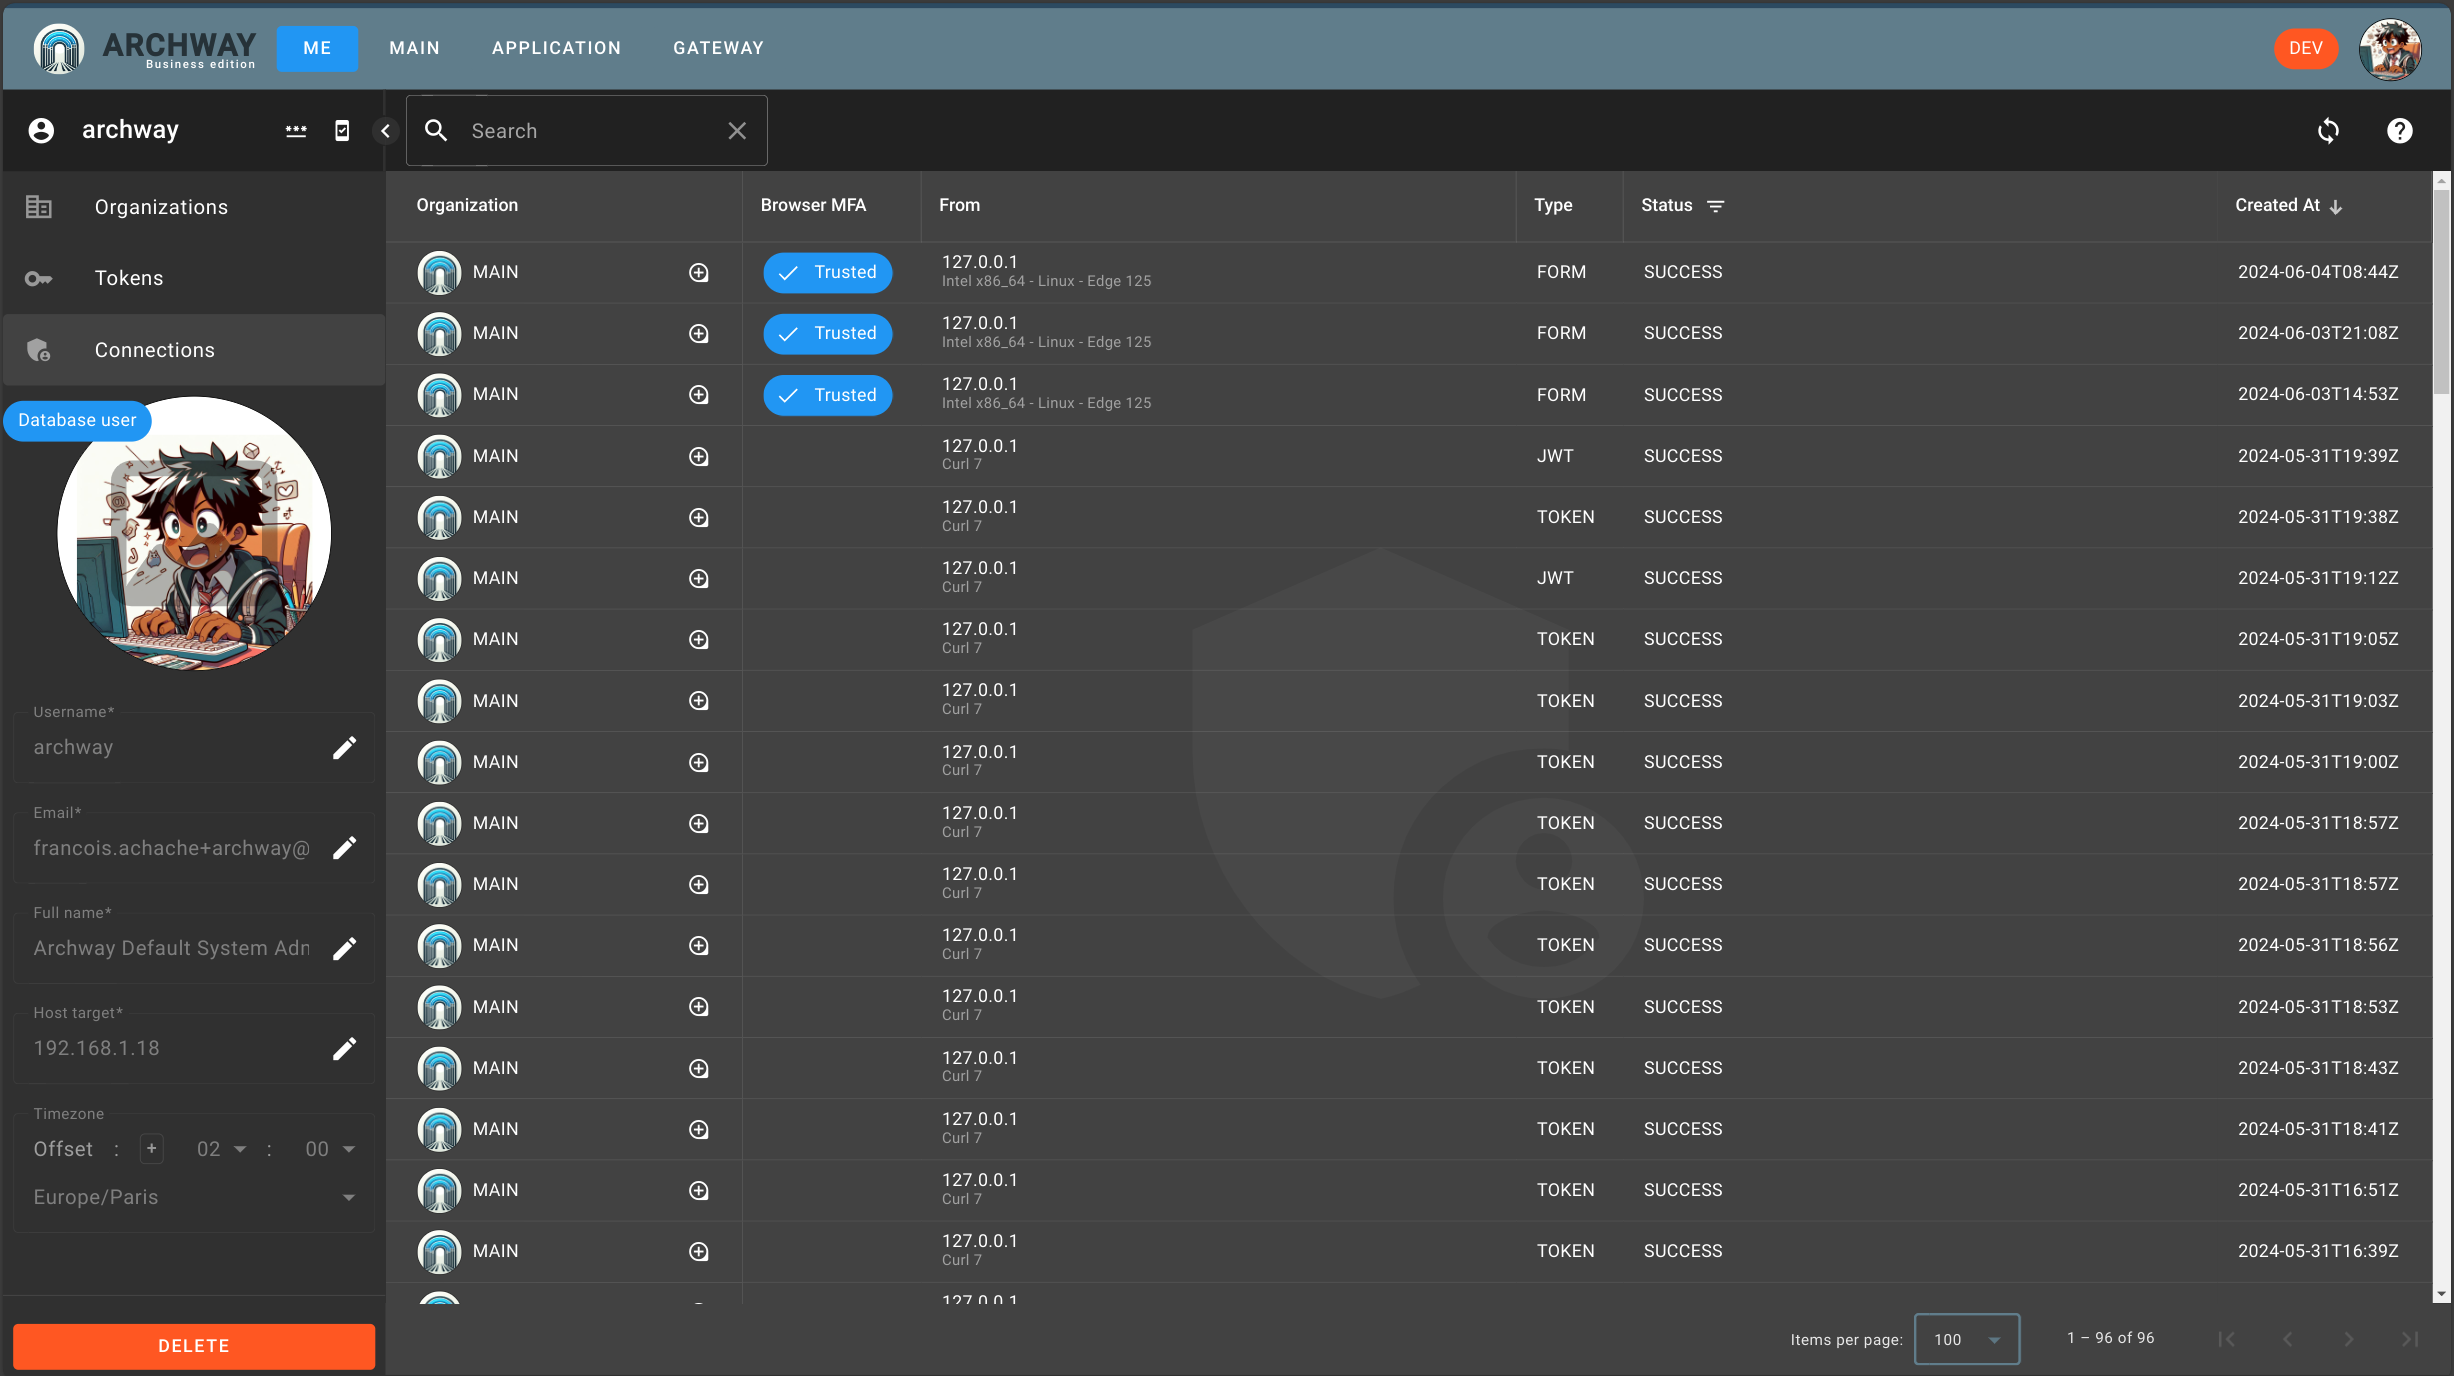 ARCHWAY
Business edition
ME
MAIN
APPLICATION
GATEWAY
DEV
archway
Search
Organizations
Tokens
Connections
Database user
Username*
archway
Email*
francois.achache+archway@
Full name*
Archway Default System Adn
Host target*
192.168.1.18
Timezone
Offset : + 02 : 00
Europe/Paris
DELETE
Organization Browser MFA From Type Status Created At
MAIN Trusted 127.0.0.1 FORM SUCCESS 2024-06-04T08:44Z
Intel x86_64 - Linux - Edge 125
MAIN Trusted 127.0.0.1 FORM SUCCESS 2024-06-03T21:08Z
Intel x86_64 - Linux - Edge 125
MAIN Trusted 127.0.0.1 FORM SUCCESS 2024-06-03T14:53Z
Intel x86_64 - Linux - Edge 125
MAIN 127.0.0.1 JWT SUCCESS 2024-05-31T19:39Z
Curl 7
MAIN 127.0.0.1 TOKEN SUCCESS 2024-05-31T19:38Z
Curl 7
MAIN 127.0.0.1 JWT SUCCESS 2024-05-31T19:12Z
Curl 7
MAIN 127.0.0.1 TOKEN SUCCESS 2024-05-31T19:05Z
Curl 7
MAIN 127.0.0.1 TOKEN SUCCESS 2024-05-31T19:03Z
Curl 7
MAIN 127.0.0.1 TOKEN SUCCESS 2024-05-31T19:00Z
Curl 7
MAIN 127.0.0.1 TOKEN SUCCESS 2024-05-31T18:57Z
Curl 7
MAIN 127.0.0.1 TOKEN SUCCESS 2024-05-31T18:57Z
Curl 7
MAIN 127.0.0.1 TOKEN SUCCESS 2024-05-31T18:56Z
Curl 7
MAIN 127.0.0.1 TOKEN SUCCESS 2024-05-31T18:53Z
Curl 7
MAIN 127.0.0.1 TOKEN SUCCESS 2024-05-31T18:43Z
Curl 7
MAIN 127.0.0.1 TOKEN SUCCESS 2024-05-31T18:41Z
Curl 7
MAIN 127.0.0.1 TOKEN SUCCESS 2024-05-31T16:51Z
Curl 7
MAIN 127.0.0.1 TOKEN SUCCESS 2024-05-31T16:39Z
Curl 7
127.0.0.1
Items per page: 100 1 – 96 of 96